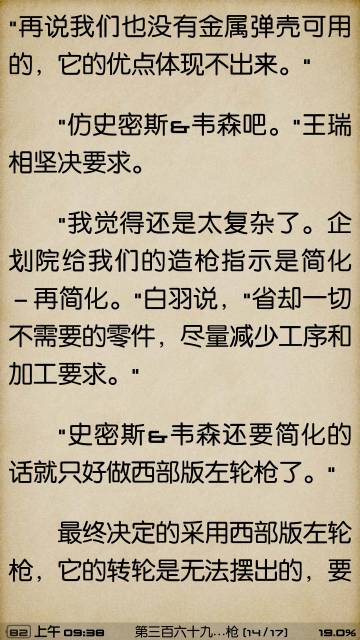 "再说我们也没有金属弹壳可用
的，它的优点体现不出来。"
"仿史密斯&韦森吧。"王瑞
相坚决要求。
"我觉得还是太复杂了。企
划院给我们的造枪指示是简化
－再简化。"白羽说，"省却一切
不需要的零件，尽量减少工序和
加工要求。"
"史密斯&韦森还要简化的
话就只好做西部版左轮枪了。"
最终决定的采用西部版左轮
枪，它的转轮是无法摆出的，要
82 上午 09:38 第三百六十九...枪 [14/17] 19.0%